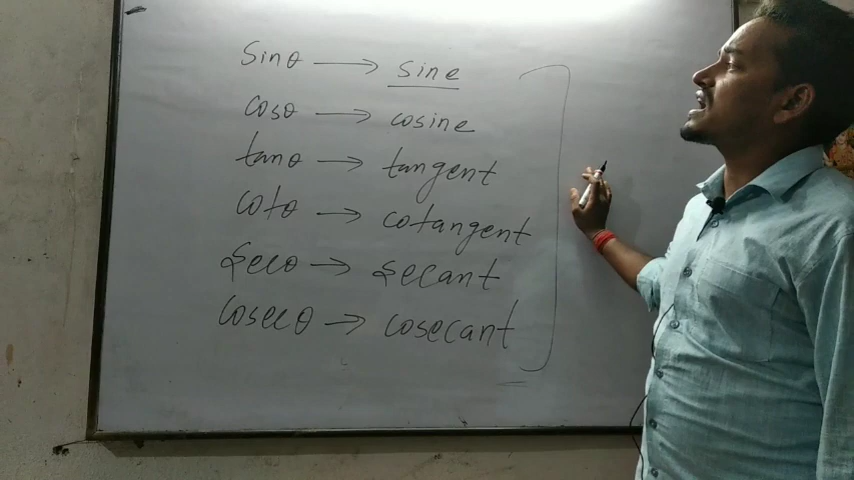 Sinθ → sine
cosθ → cosine
tanθ → tangent
cotθ → cotangent
Secθ → secant
Cosecθ → cosecant